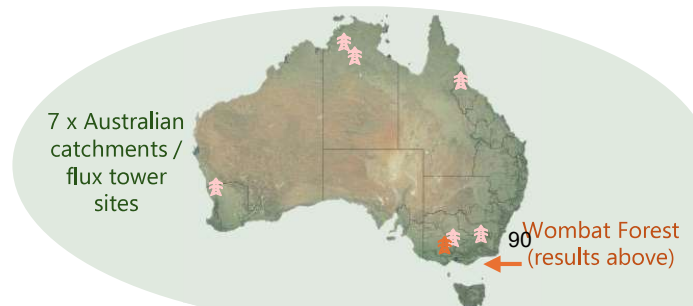 7 x Australian
catchments /
flux tower
sites
90
Wombat Forest
(results above)